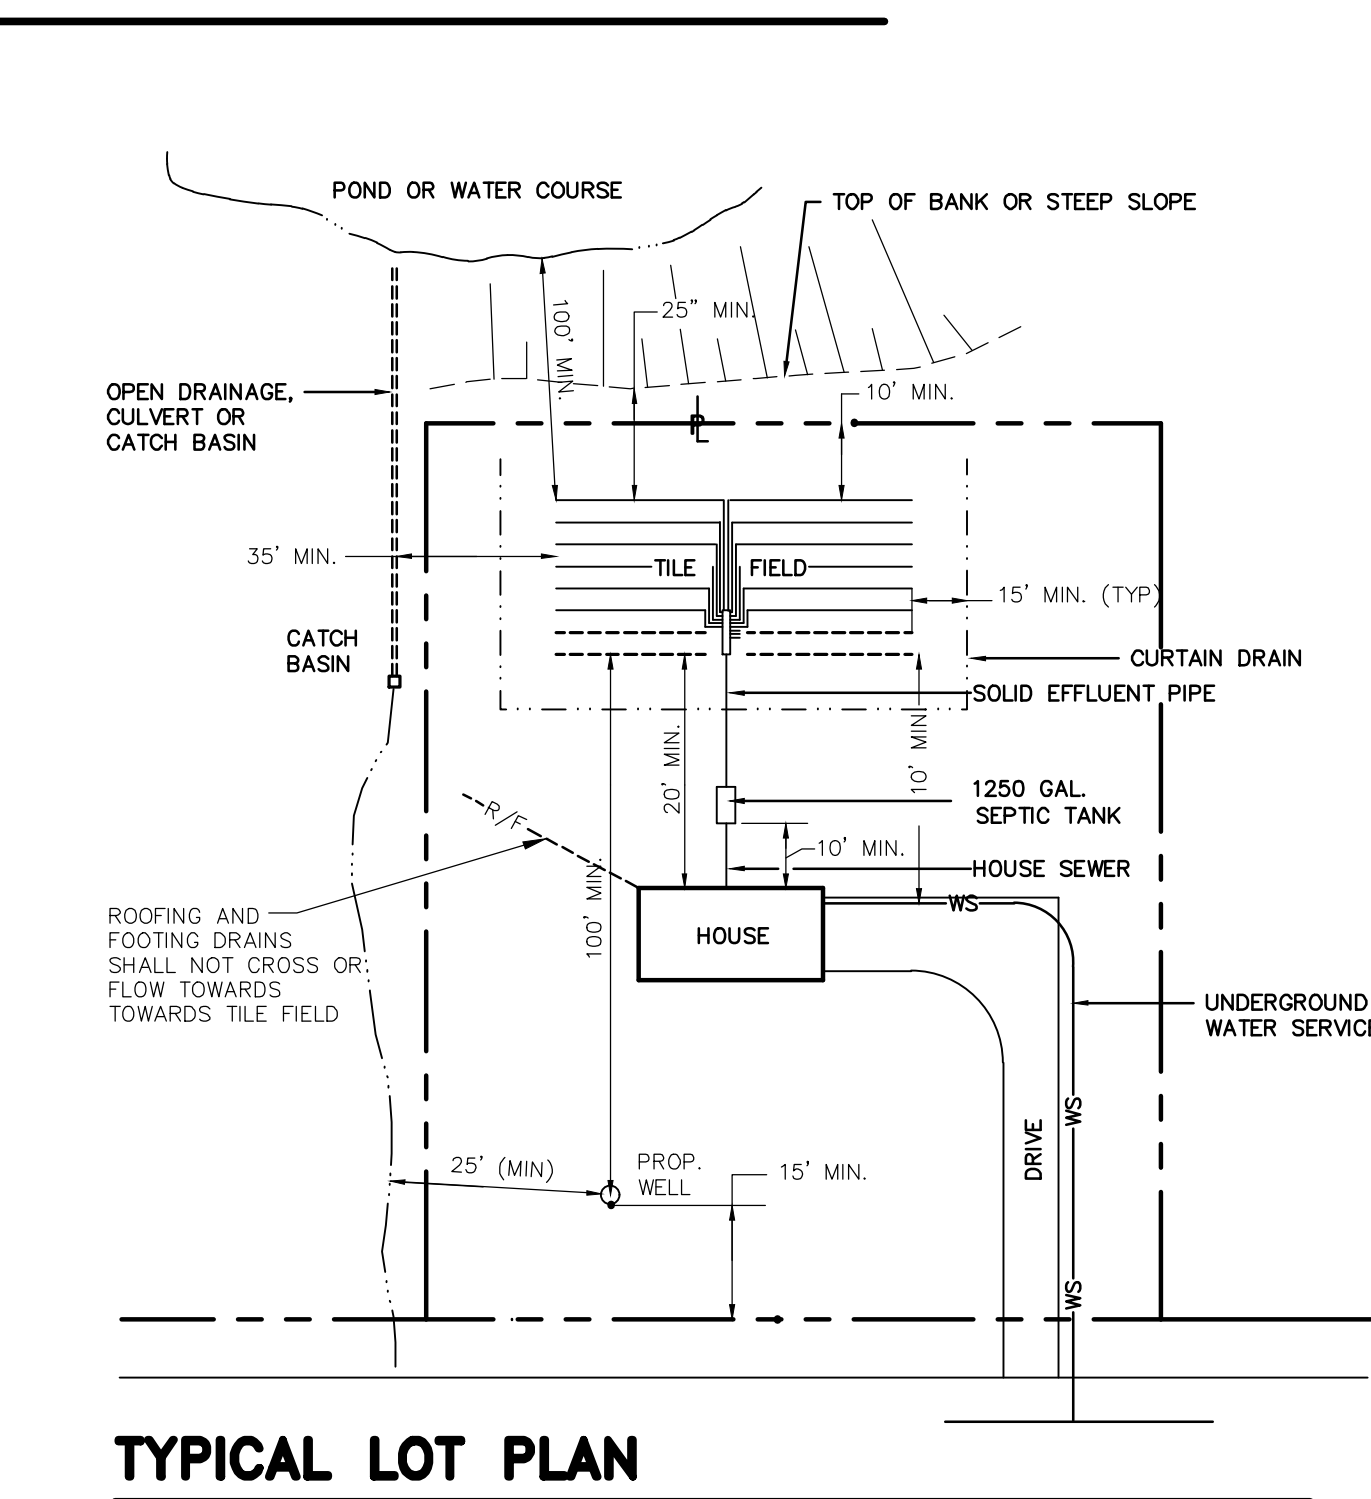 POND OR WATER COURSE
TOP OF BANK OR STEEP SLOPE
25" MIN.
100' MIN.
10' MIN.
OPEN DRAINAGE,
CULVERT OR
CATCH BASIN
PL
35' MIN.
TILE FIELD
15' MIN. (TYP)
CATCH
BASIN
CURTAIN DRAIN
SOLID EFFLUENT PIPE
20' MIN.
10' MIN
1250 GAL.
SEPTIC TANK
R/F
10' MIN.
HOUSE SEWER
100' MIN.
WS
ROOFING AND
FOOTING DRAINS
SHALL NOT CROSS OR
FLOW TOWARDS
TOWARDS TILE FIELD
HOUSE
UNDERGROUND
WATER SERVICE
WS
DRIVE
25' (MIN)
PROP.
WELL
15' MIN.
WS
TYPICAL LOT PLAN